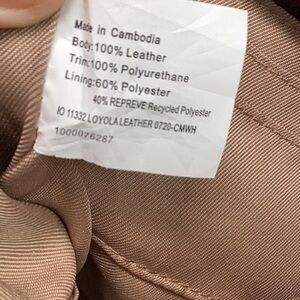 Made in Cambodia
Body:100% Leather
Trim:100% Polyurethane
Lining:60% Polyester
40% REPREVE Recycled Polyester
IO 11332 LOYOLA LEATHER 0720-CMWH
1000076287